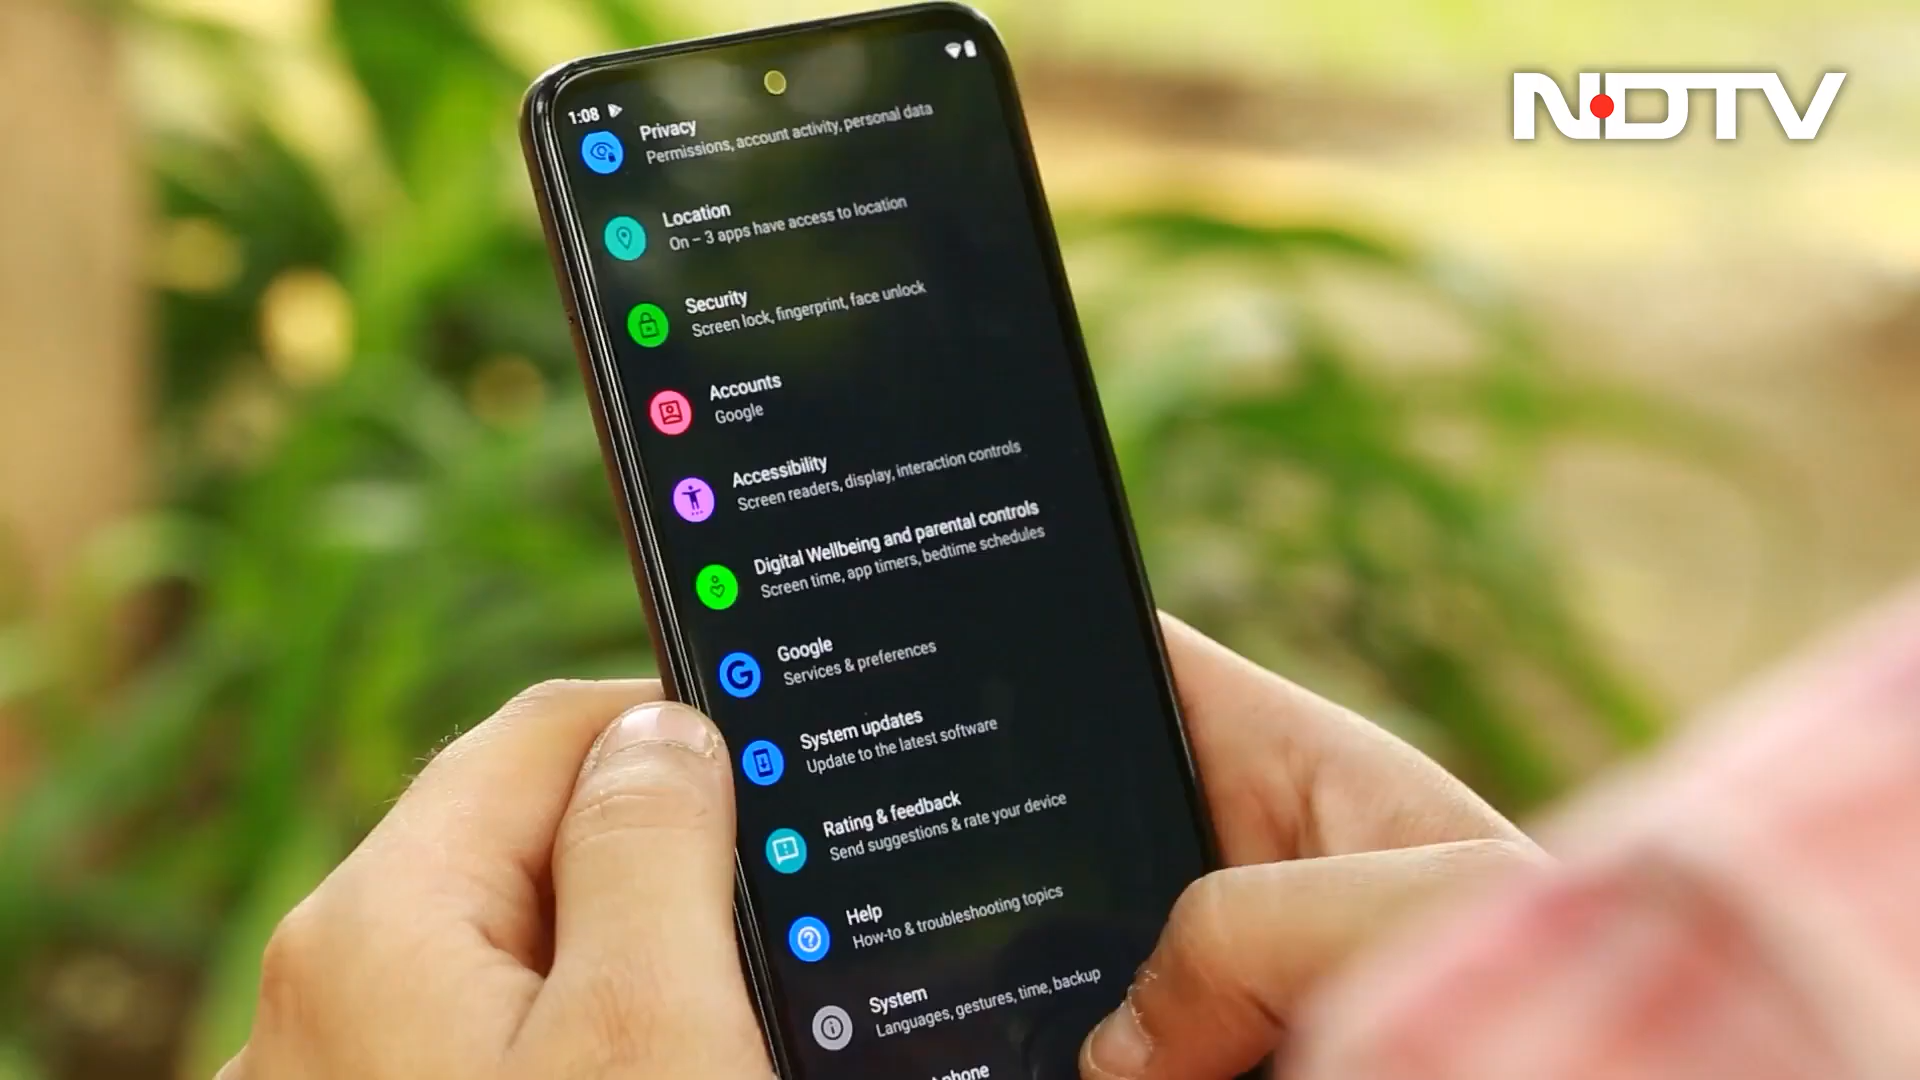 NDTV
1:08
Privacy
Permissions, account activity, personal data
Location
On – 3 apps have access to location
Security
Screen lock, fingerprint, face unlock
Accounts
Google
Accessibility
Screen readers, display, interaction controls
Digital Wellbeing and parental controls
Screen time, app timers, bedtime schedules
Google
Services & preferences
System updates
Update to the latest software
Rating & feedback
Send suggestions & rate your device
Help
How-to & troubleshooting topics
System
Languages, gestures, time, backup
phone